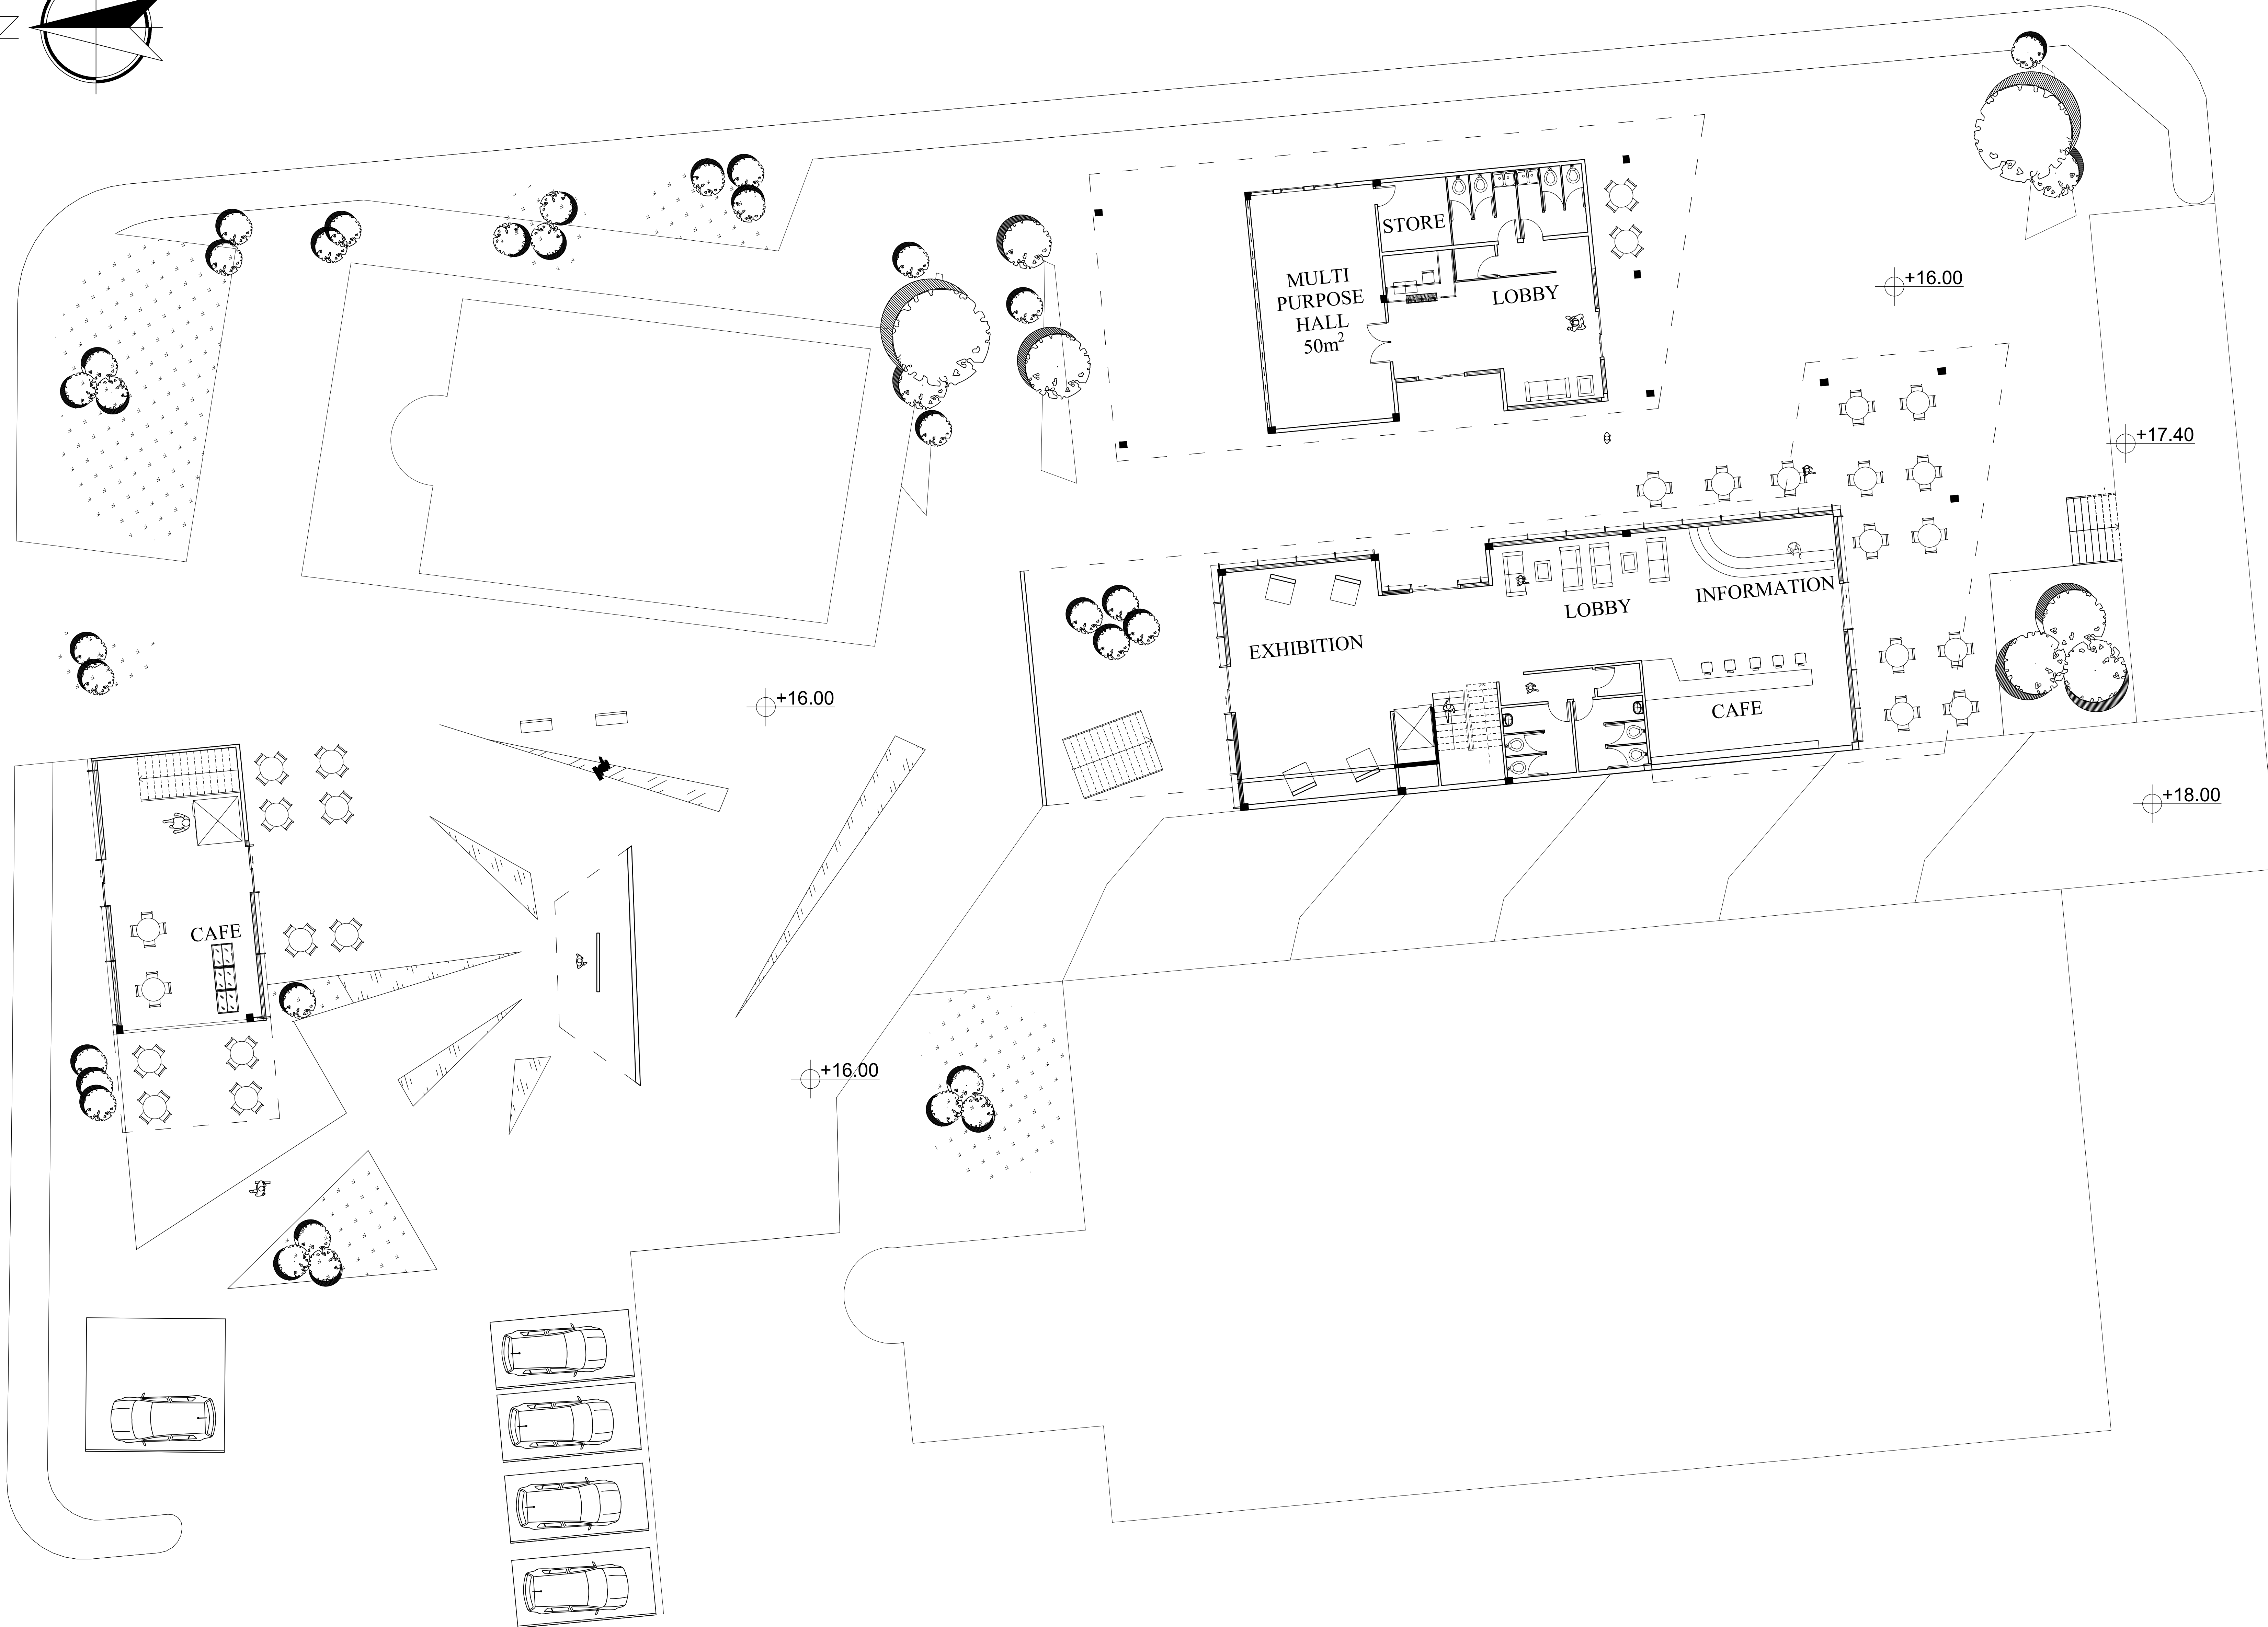 N
STORE
MULTI
PURPOSE
HALL
50m²
LOBBY
+16.00
+17.40
EXHIBITION
LOBBY
INFORMATION
CAFE
+16.00
+18.00
CAFE
+16.00